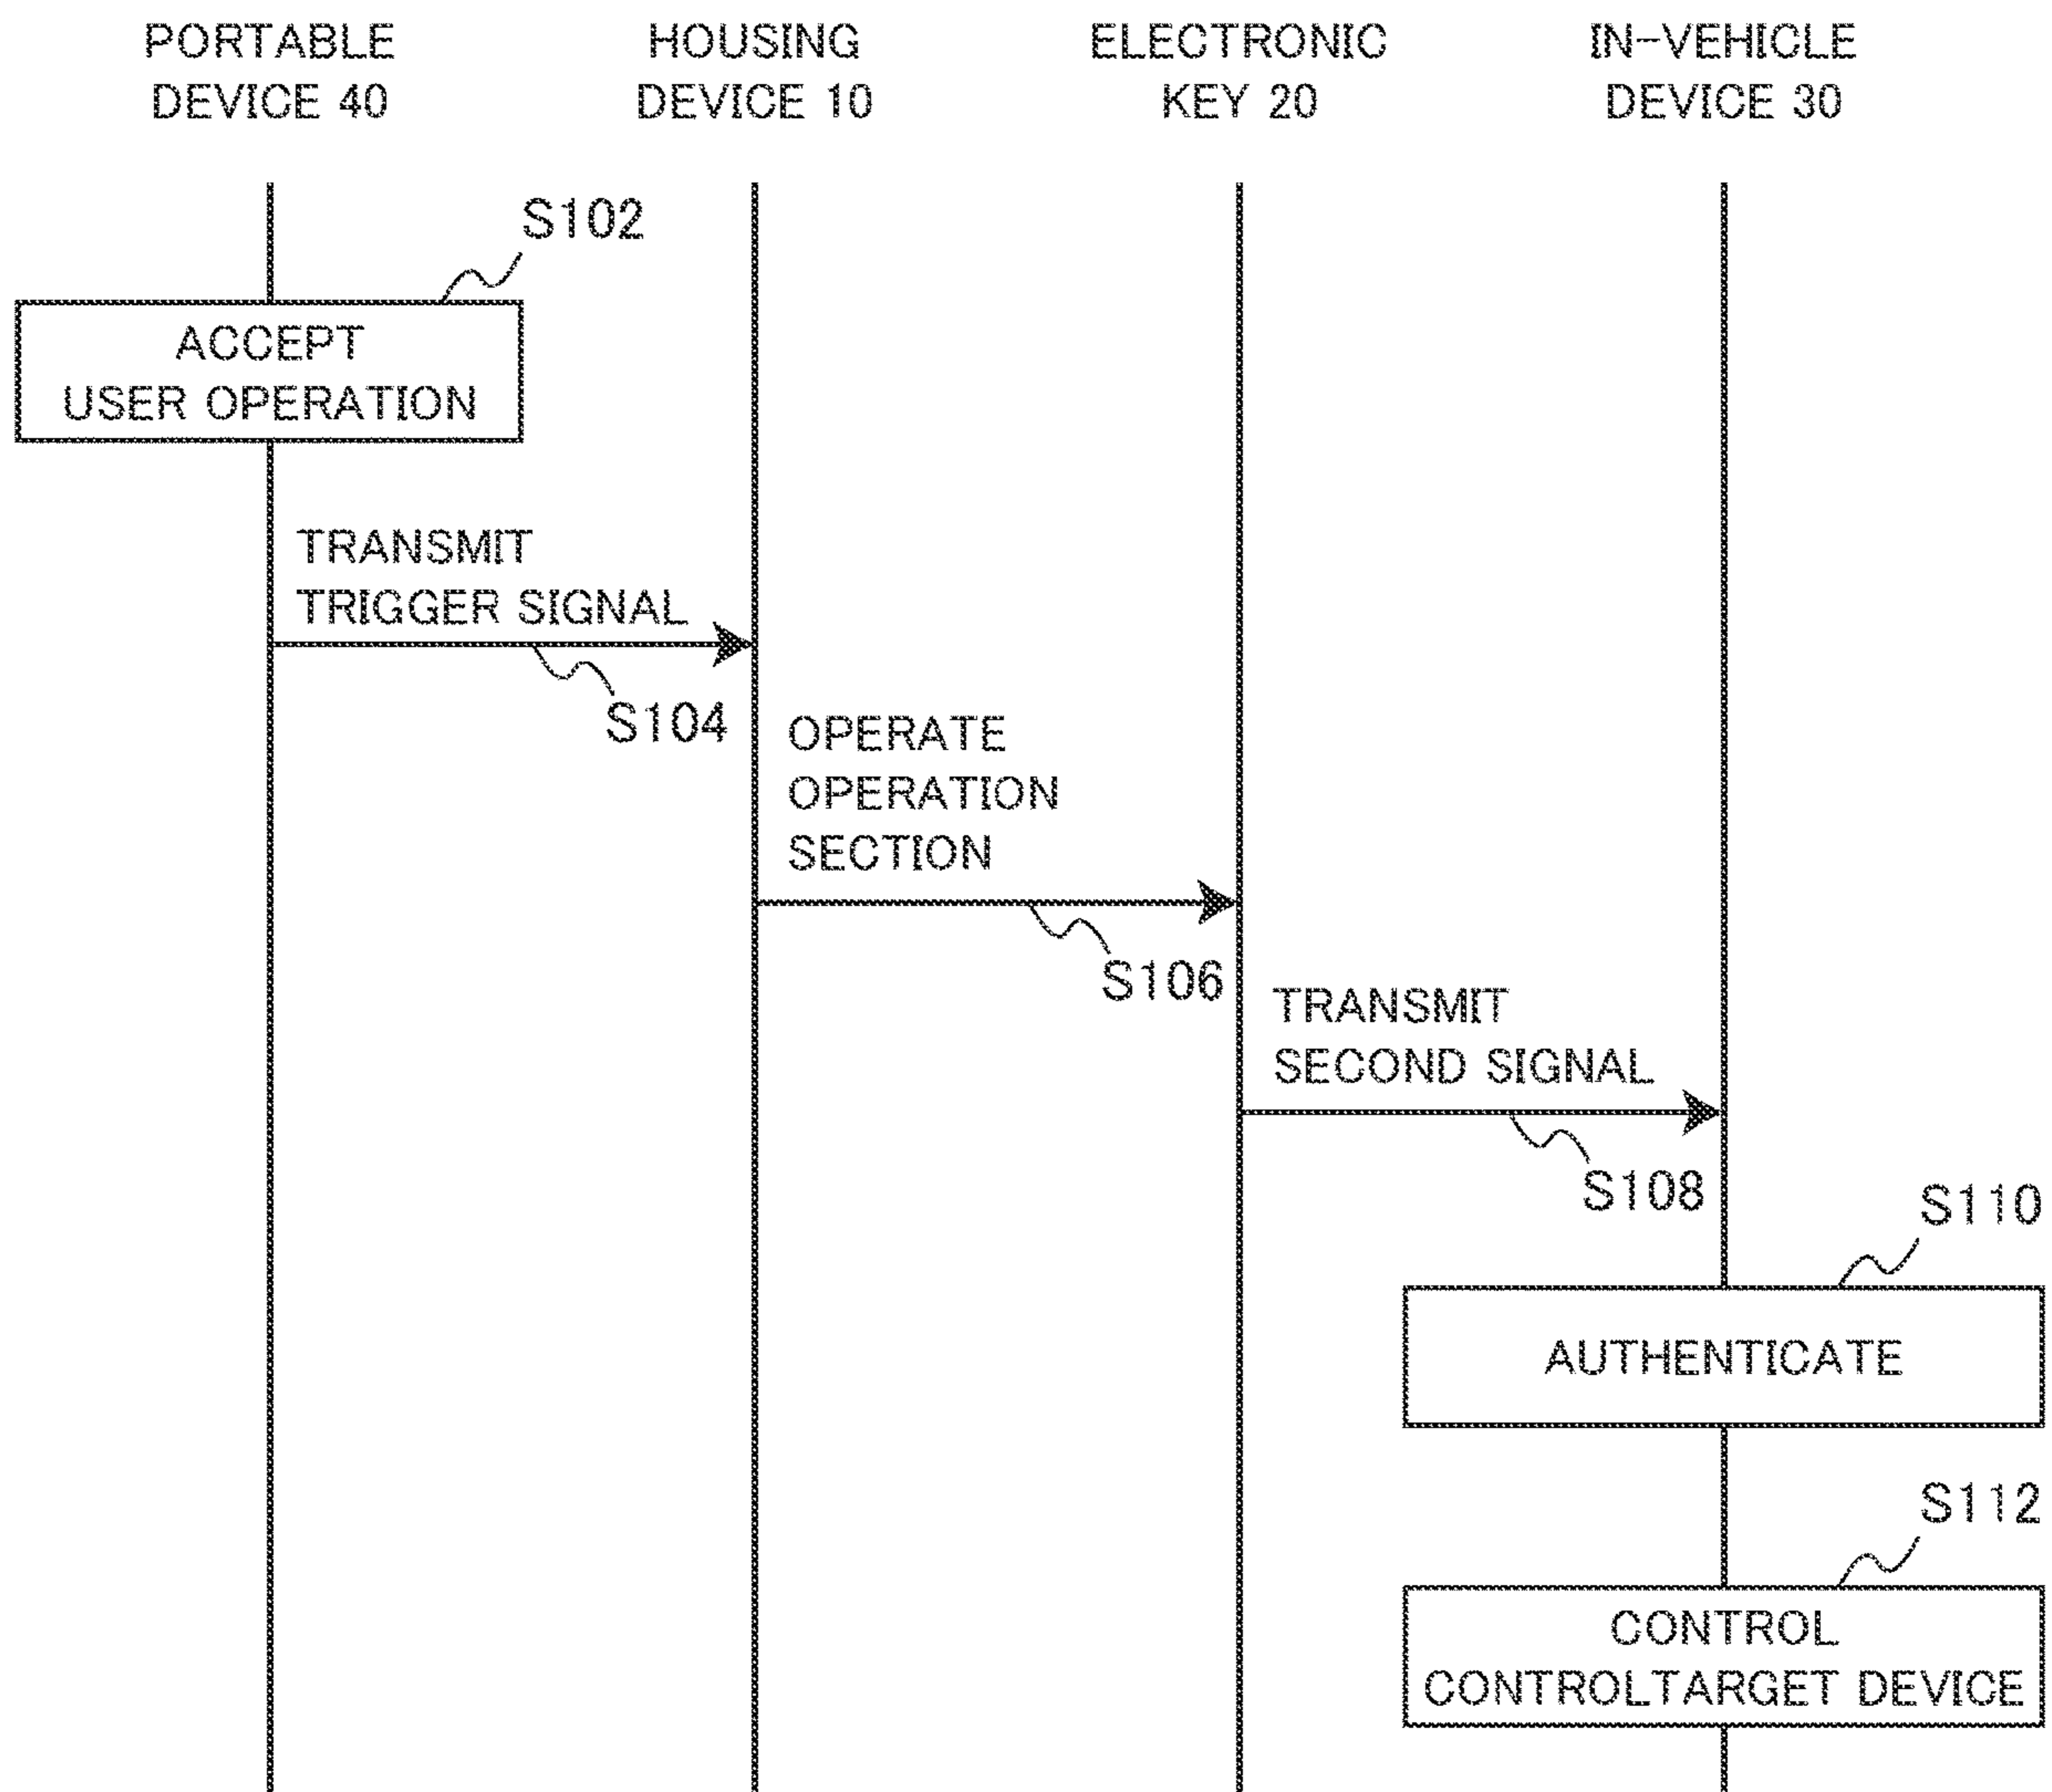 PORTABLE
DEVICE 40
HOUSING
DEVICE 10
ELECTRONIC
KEY 20
IN-VEHICLE
DEVICE 30
S102
ACCEPT
USER OPERATION
TRANSMIT
TRIGGER SIGNAL
S104
OPERATE
OPERATION
SECTION
S106
TRANSMIT
SECOND SIGNAL
S108
S110
AUTHENTICATE
S112
CONTROL
CONTROLTARGET DEVICE